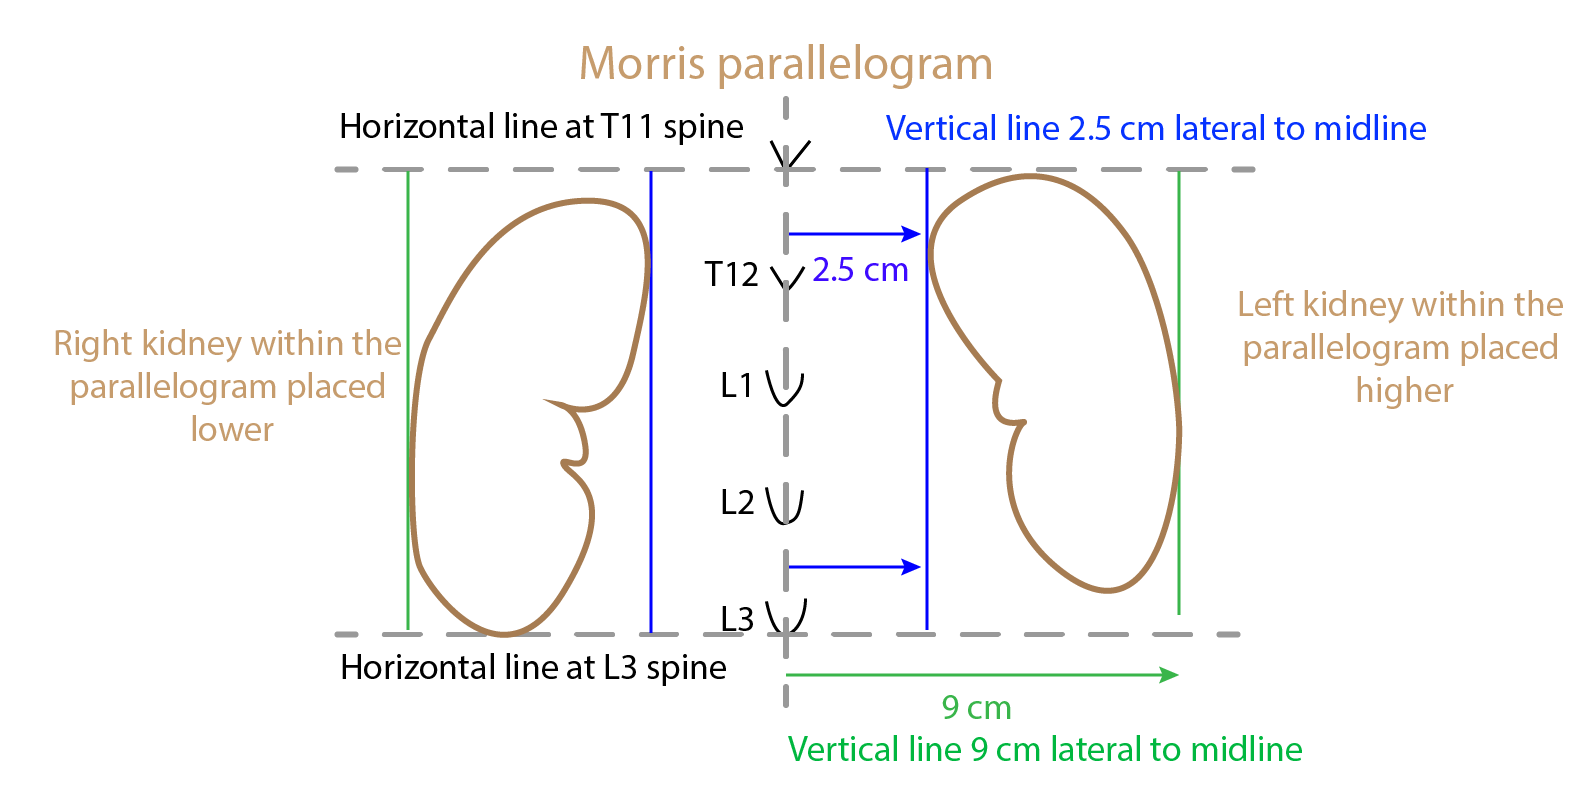 Morris parallelogram
Horizontal line at T11 spine
Vertical line 2.5 cm lateral to midline
T12
2.5 cm
Right kidney within the
parallelogram placed
lower
Left kidney within the
parallelogram placed
higher
L1
L2
L3
Horizontal line at L3 spine
9 cm
Vertical line 9 cm lateral to midline